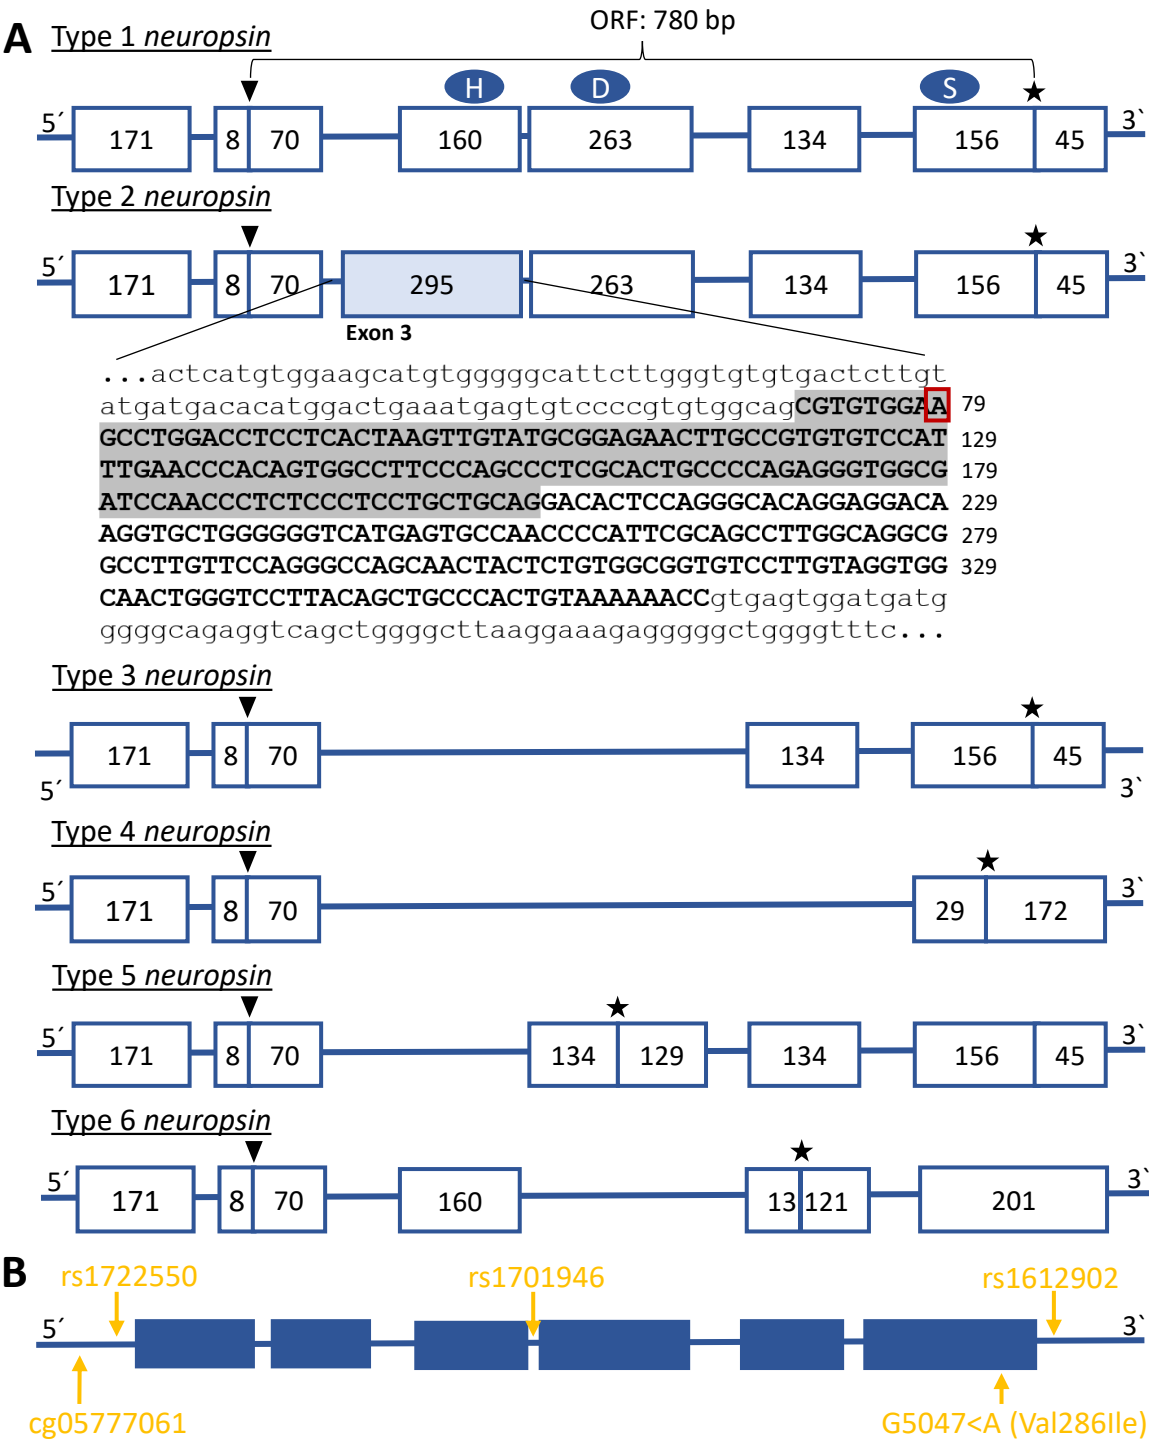 A
Type 1 neuropsin
ORF: 780 bp
H D S
5´ 171 8 70 160 263 134 156 45 3`
Type 2 neuropsin
5´ 171 8 70 295 263 134 156 45 3`
Exon 3
...actcatgtggaagcatgtgggggcattcttgggtgtgtgtgactcttgt
atgatgacacatggactgaaatgagtgtccccgtgtggcagCGTGTGGAA 79
GCCTGGACCTCCTCACTAAGTTGTATGCGGAGAACTTGCCGTGTGTCCAT 129
TTGAACCCACAGTGGCCTTCCCAGCCCTCGCACTGCCCCAGAGGGTGGCG 179
ATCCAACCCTCTCCCTCCTGCTGCAGGACACTCCAGGGCACAGGAGGACA 229
AGGTGCTGGGGGGTCATGAGTGCCAACCCCATTCGCAGCCTTGGCAGGCG 279
GCCTTGTTCCAGGGCCAGCAACTACTCTGTGGCGGTGTCCTTGTAGGTGG 329
CAACTGGGTCCTTACAGCTGCCCACTGTAAAAAACCgtgagtggatgatg
ggggcagaggtcagctggggcttaaggaaagagggggctggggtttc...
Type 3 neuropsin
5´ 171 8 70 134 156 45 3`
Type 4 neuropsin
5´ 171 8 70 29 172 3`
Type 5 neuropsin
5´ 171 8 70 134 129 134 156 45 3`
Type 6 neuropsin
5´ 171 8 70 160 13 121 201 3`
B
rs1722550 rs1701946 rs1612902
5´ 3`
cg05777061 G5047<A (Val286Ile)